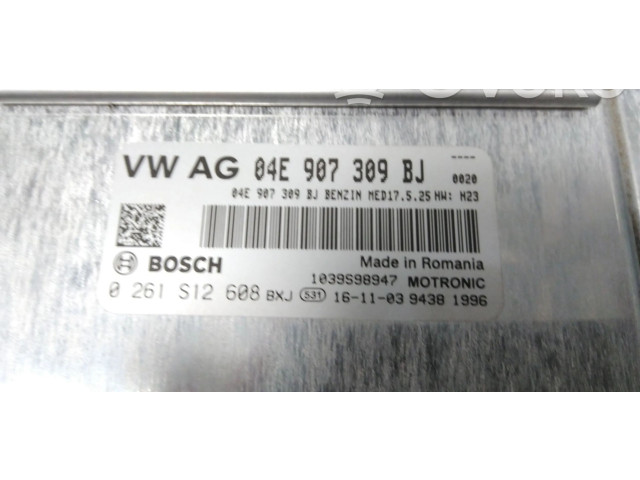 VW AG 04E 907 309 BJ ----
0020
04E 907 309 BJ BENZIN MED17.5.25 HW: H23
BOSCH
Made in Romania
1039S98947 MOTRONIC
0 261 S12 608 BXJ 531 16-11-03 9438 1996